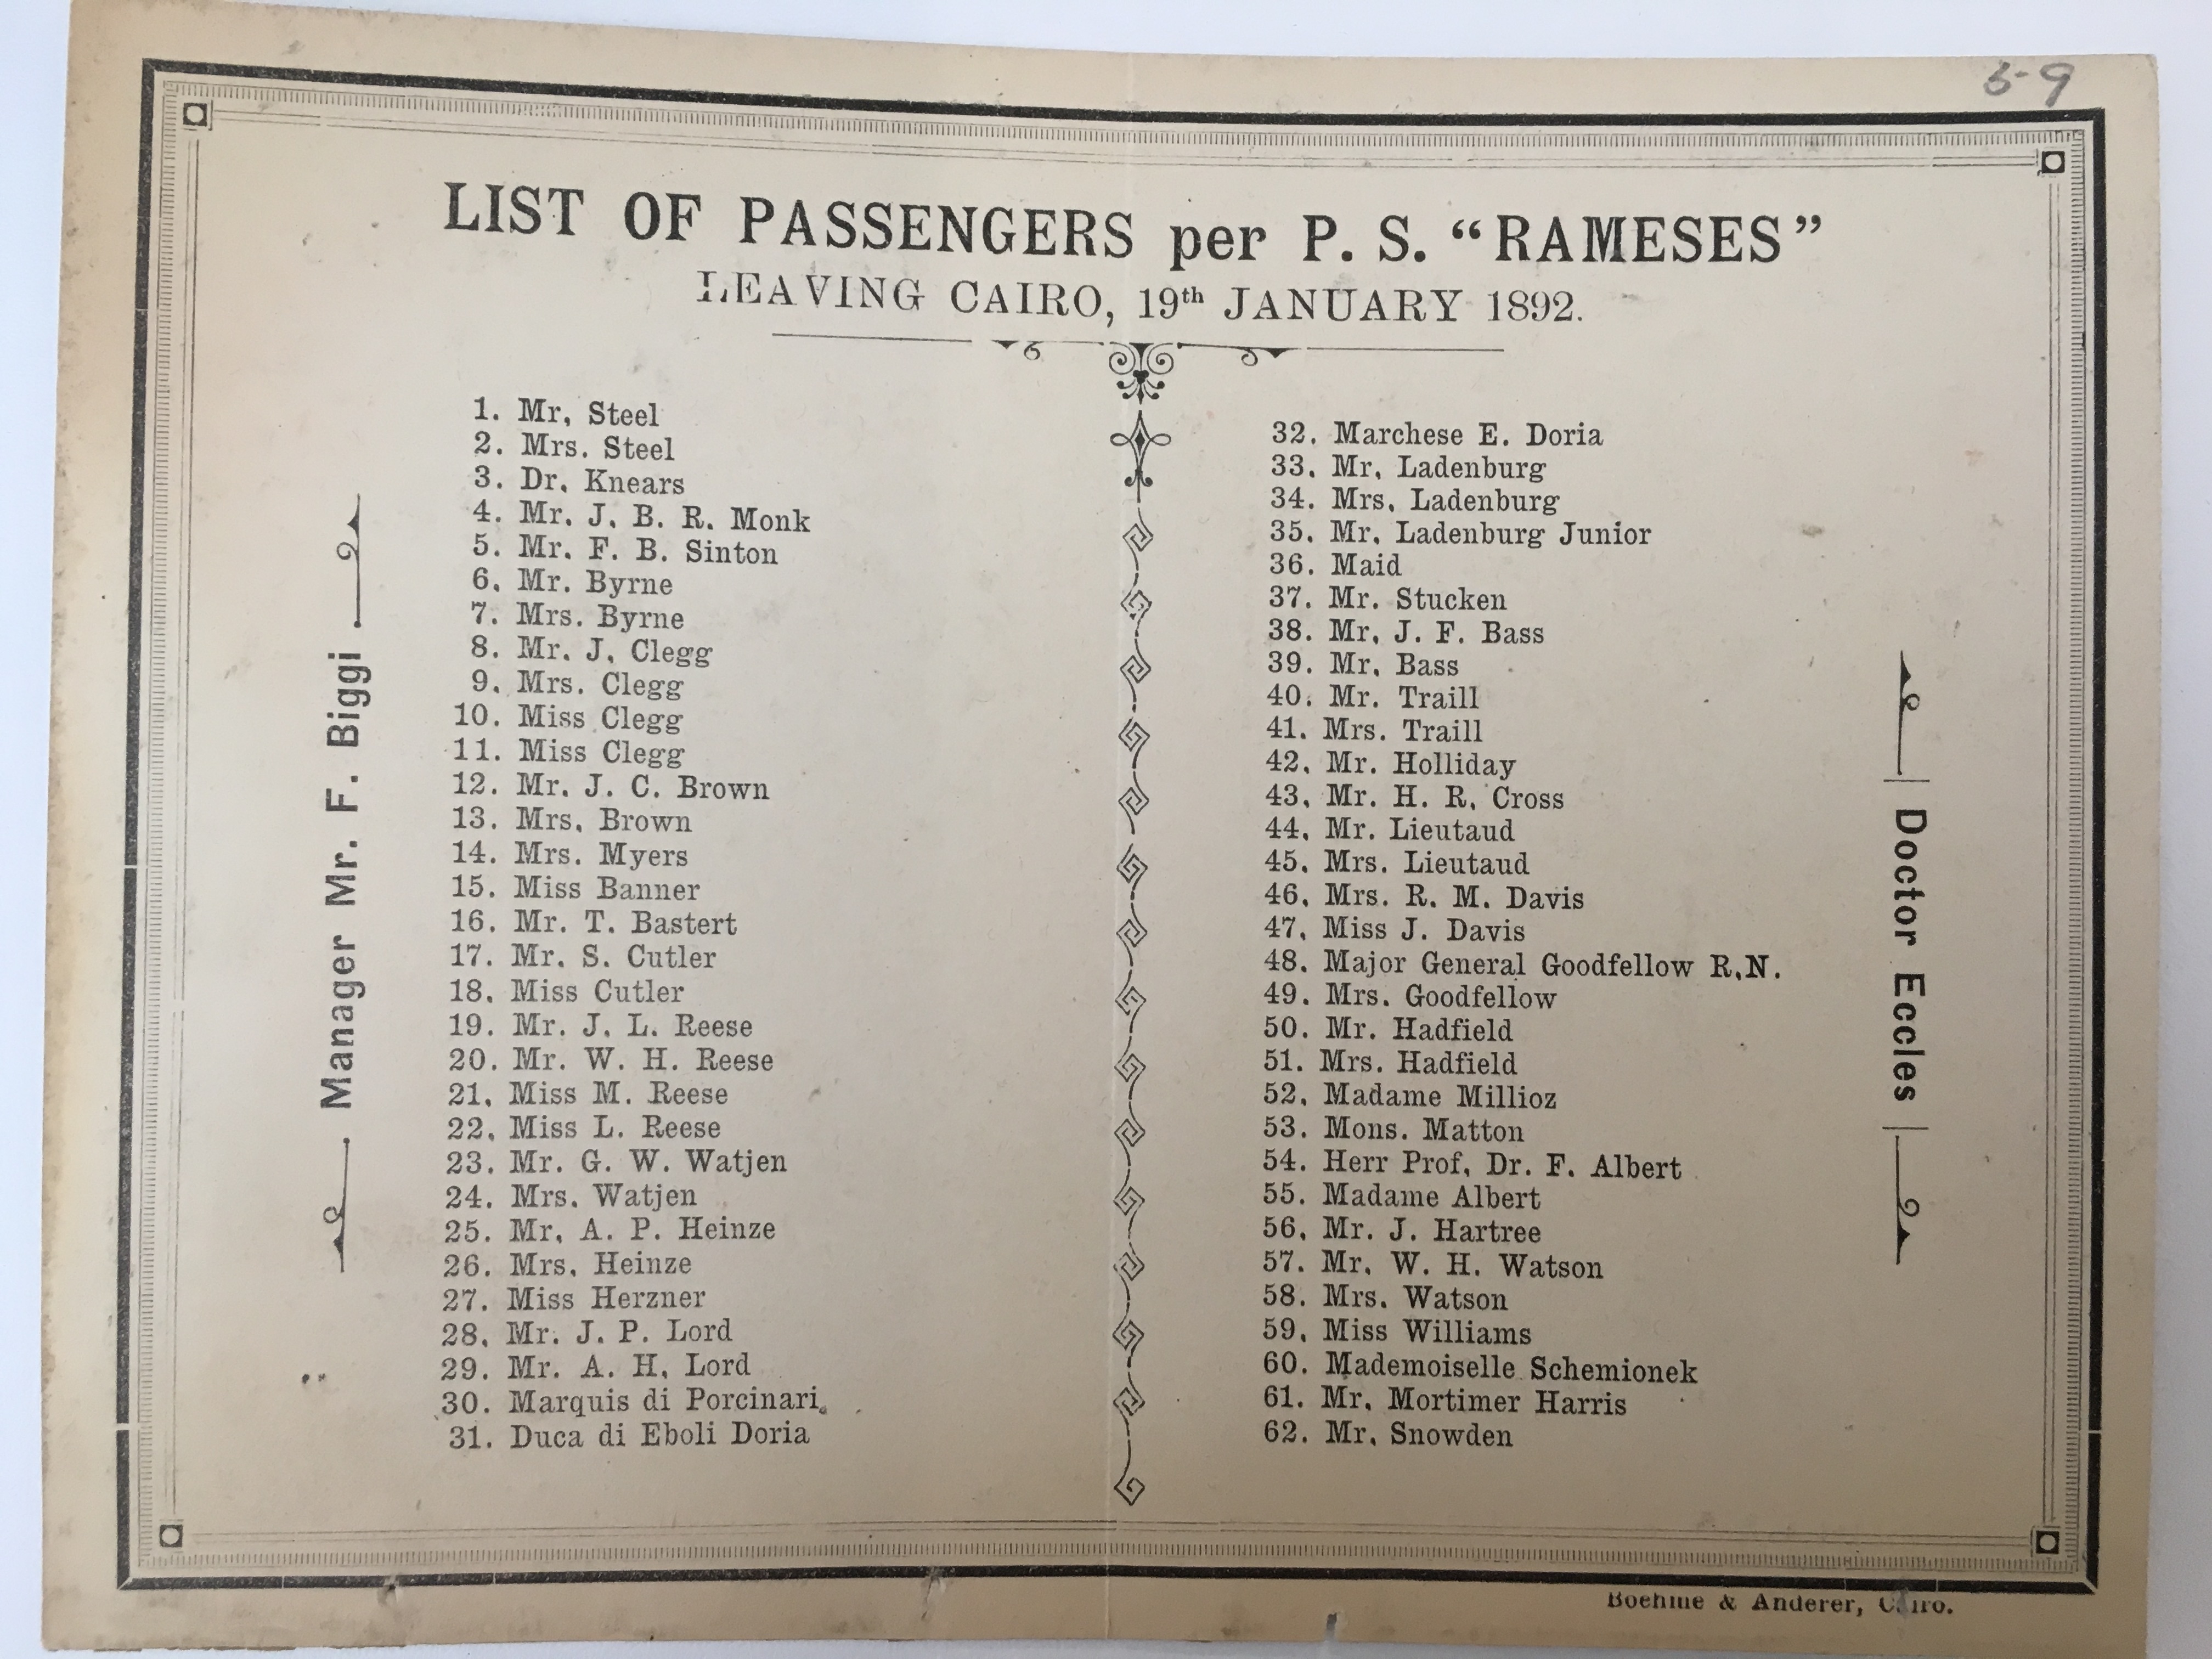 5-9
LIST OF PASSENGERS per P. S. “RAMESES”
LEAVING CAIRO, 19th JANUARY 1892.
Manager Mr. F. Biggi
1. Mr, Steel
2. Mrs. Steel
3. Dr. Knears
4. Mr. J. B. R. Monk
5. Mr. F. B. Sinton
6. Mr. Byrne
7. Mrs. Byrne
8. Mr. J, Clegg
9. Mrs. Clegg
10. Miss Clegg
11. Miss Clegg
12. Mr. J. C. Brown
13. Mrs. Brown
14. Mrs. Myers
15. Miss Banner
16. Mr. T. Bastert
17. Mr. S. Cutler
18. Miss Cutler
19. Mr. J. L. Reese
20. Mr. W. H. Reese
21, Miss M. Reese
22, Miss L. Reese
23. Mr. G. W. Watjen
24. Mrs. Watjen
25. Mr, A. P. Heinze
26. Mrs, Heinze
27. Miss Herzner
28, Mr. J. P. Lord
29. Mr. A. H, Lord
30. Marquis di Porcinari.
31. Duca di Eboli Doria
32. Marchese E. Doria
33. Mr, Ladenburg
34. Mrs, Ladenburg
35. Mr, Ladenburg Junior
36. Maid
37. Mr. Stucken
38. Mr, J. F. Bass
39. Mr, Bass
40. Mr. Traill
41. Mrs. Traill
42, Mr. Holliday
43, Mr. H. R, Cross
44, Mr. Lieutaud
45, Mrs. Lieutaud
46, Mrs. R. M. Davis
47, Miss J. Davis
48. Major General Goodfellow R,N.
49. Mrs. Goodfellow
50. Mr. Hadfield
51. Mrs. Hadfield
52, Madame Millioz
53. Mons. Matton
54. Herr Prof, Dr. F. Albert
55. Madame Albert
56, Mr. J. Hartree
57. Mr, W. H. Watson
58. Mrs. Watson
59, Miss Williams
60. Mademoiselle Schemionek
61. Mr, Mortimer Harris
62. Mr, Snowden
Doctor Eccles
Boehme & Anderer, Cairo.